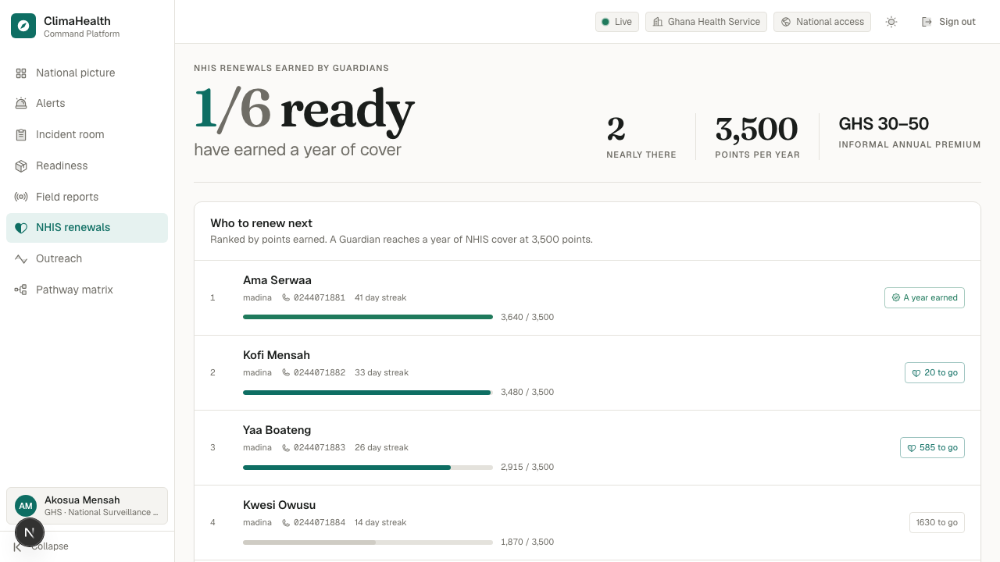 ClimaHealth
Command Platform
National picture
Alerts
Incident room
Readiness
Field reports
NHIS renewals
Outreach
Pathway matrix
AM
Akosua Mensah
GHS · National Surveillance ...
N
Collapse
Live
Ghana Health Service
National access
Sign out
NHIS RENEWALS EARNED BY GUARDIANS
1/6 ready
have earned a year of cover
2
NEARLY THERE
3,500
POINTS PER YEAR
GHS 30–50
INFORMAL ANNUAL PREMIUM
Who to renew next
Ranked by points earned. A Guardian reaches a year of NHIS cover at 3,500 points.
1
Ama Serwaa
madina 0244071881 41 day streak
3,640 / 3,500
A year earned
2
Kofi Mensah
madina 0244071882 33 day streak
3,480 / 3,500
20 to go
3
Yaa Boateng
madina 0244071883 26 day streak
2,915 / 3,500
585 to go
4
Kwesi Owusu
madina 0244071884 14 day streak
1,870 / 3,500
1630 to go